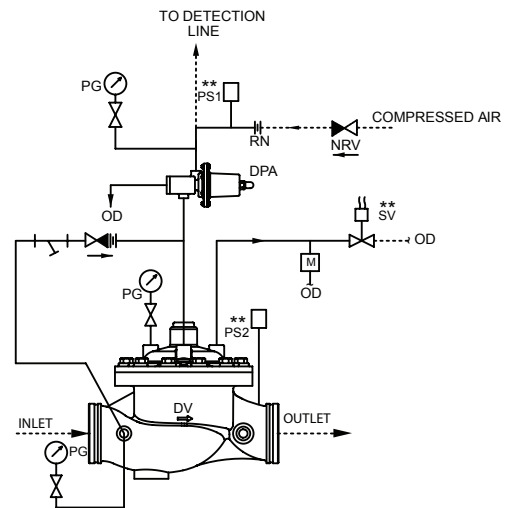 TO DETECTION
LINE
PG
**
PS1
COMPRESSED AIR
RN
NRV
DPA
OD
**
SV
OD
M
OD
PG
**
PS2
DV
INLET
OUTLET
PG